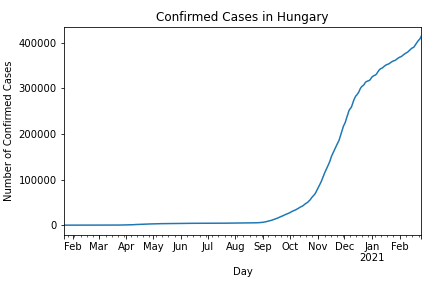 Confirmed Cases in Hungary
Number of Confirmed Cases
400000
300000
200000
100000
0
Feb Mar Apr May Jun Jul Aug Sep Oct Nov Dec Jan Feb
2021
Day